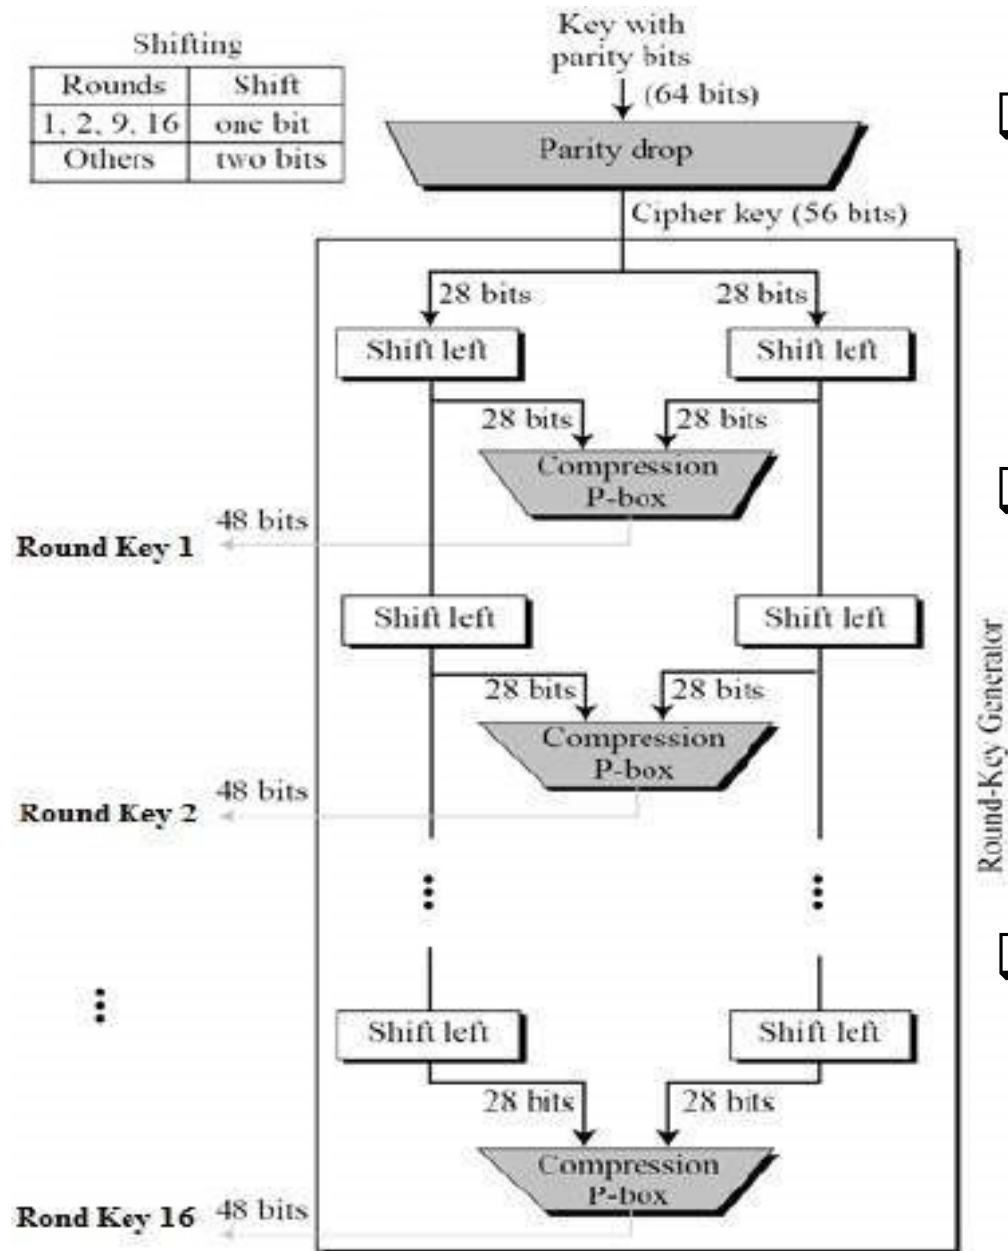 Shifting
Rounds Shift
1, 2, 9, 16 one bit
Others two bits
Key with
parity bits
(64 bits)
Parity drop
Cipher key (56 bits)
28 bits 28 bits
Shift left Shift left
28 bits 28 bits
Compression
P-box
48 bits
Round Key 1
Shift left Shift left
28 bits 28 bits
Compression
P-box
48 bits
Round Key 2
Round-Key Generator
Shift left Shift left
28 bits 28 bits
Compression
P-box
48 bits
Rond Key 16